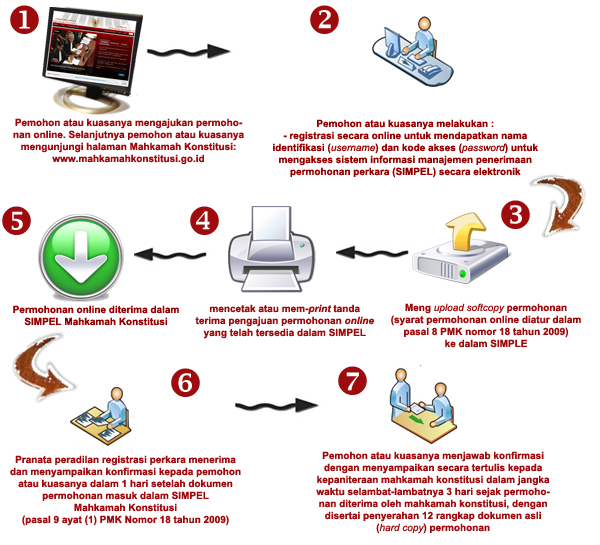 1
Pemohon atau kuasanya mengajukan permoho-
nan online. Selanjutnya pemohon atau kuasanya
mengunjungi halaman Mahkamah Konstitusi:
www.mahkamahkonstitusi.go.id
2
Pemohon atau kuasanya melakukan :
- registrasi secara online untuk mendapatkan nama
identifikasi (username) dan kode akses (password) untuk
mengakses sistem informasi manajemen penerimaan
permohonan perkara (SIMPEL) secara elektronik
3
Meng upload softcopy permohonan
(syarat permohonan online diatur dalam
pasal 8 PMK nomor 18 tahun 2009)
ke dalam SIMPLE
4
mencetak atau mem-print tanda
terima pengajuan permohonan online
yang telah tersedia dalam SIMPEL
5
Permohonan online diterima dalam
SIMPEL Mahkamah Konstitusi
6
Pranata peradilan registrasi perkara menerima
dan menyampaikan konfirmasi kepada pemohon
atau kuasanya dalam 1 hari setelah dokumen
permohonan masuk dalam SIMPEL
Mahkamah Konstitusi
(pasal 9 ayat (1) PMK Nomor 18 tahun 2009)
7
Pemohon atau kuasanya menjawab konfirmasi
dengan menyampaikan secara tertulis kepada
kepaniteraan mahkamah konstitusi dalam jangka
waktu selambat-lambatnya 3 hari sejak permoho-
nan diterima oleh mahkamah konstitusi, dengan
disertai penyerahan 12 rangkap dokumen asli
(hard copy) permohonan